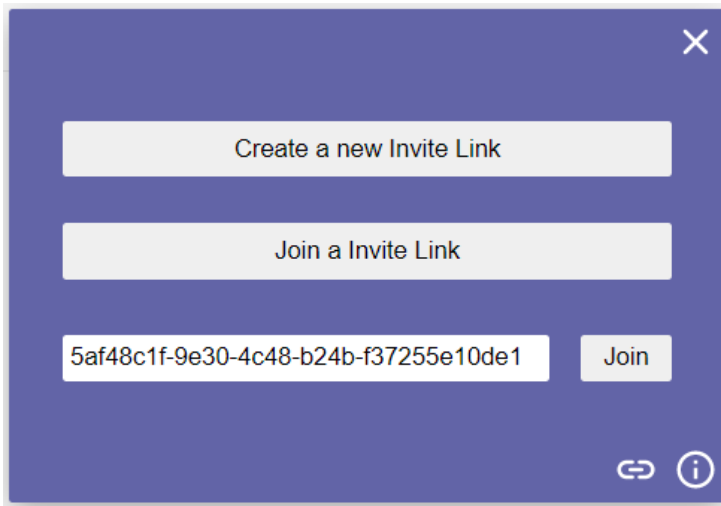 Create a new Invite Link
Join a Invite Link
5af48c1f-9e30-4c48-b24b-f37255e10de1 Join